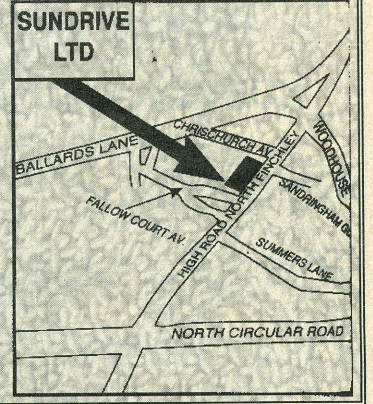 SUNDRIVE
LTD
CHRISCHURCH AV.
BALLARDS LANE
WOODHOUSE
HIGH ROAD NORTH FINCHLEY
SANDRINGHAM
FALLOW COURT AV.
SUMMERS LANE
NORTH CIRCULAR ROAD